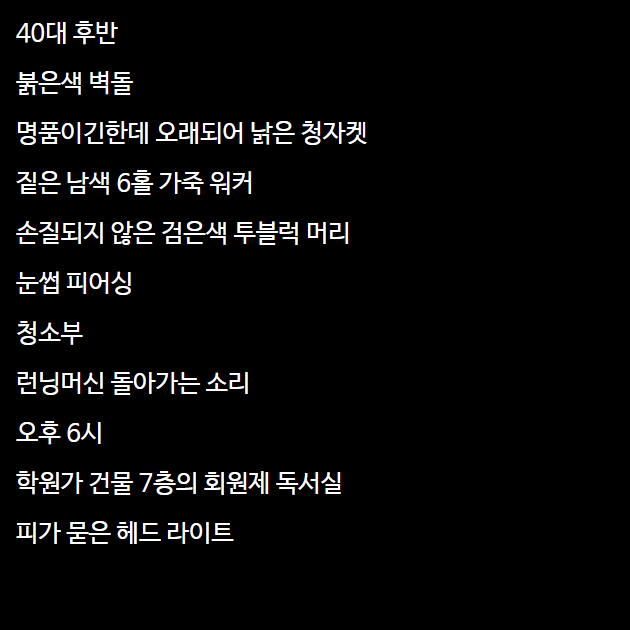 40대 후반
붉은색 벽돌
명품이긴한데 오래되어 낡은 청자켓
짙은 남색 6홀 가죽 워커
손질되지 않은 검은색 투블럭 머리
눈썹 피어싱
청소부
런닝머신 돌아가는 소리
오후 6시
학원가 건물 7층의 회원제 독서실
피가 묻은 헤드 라이트